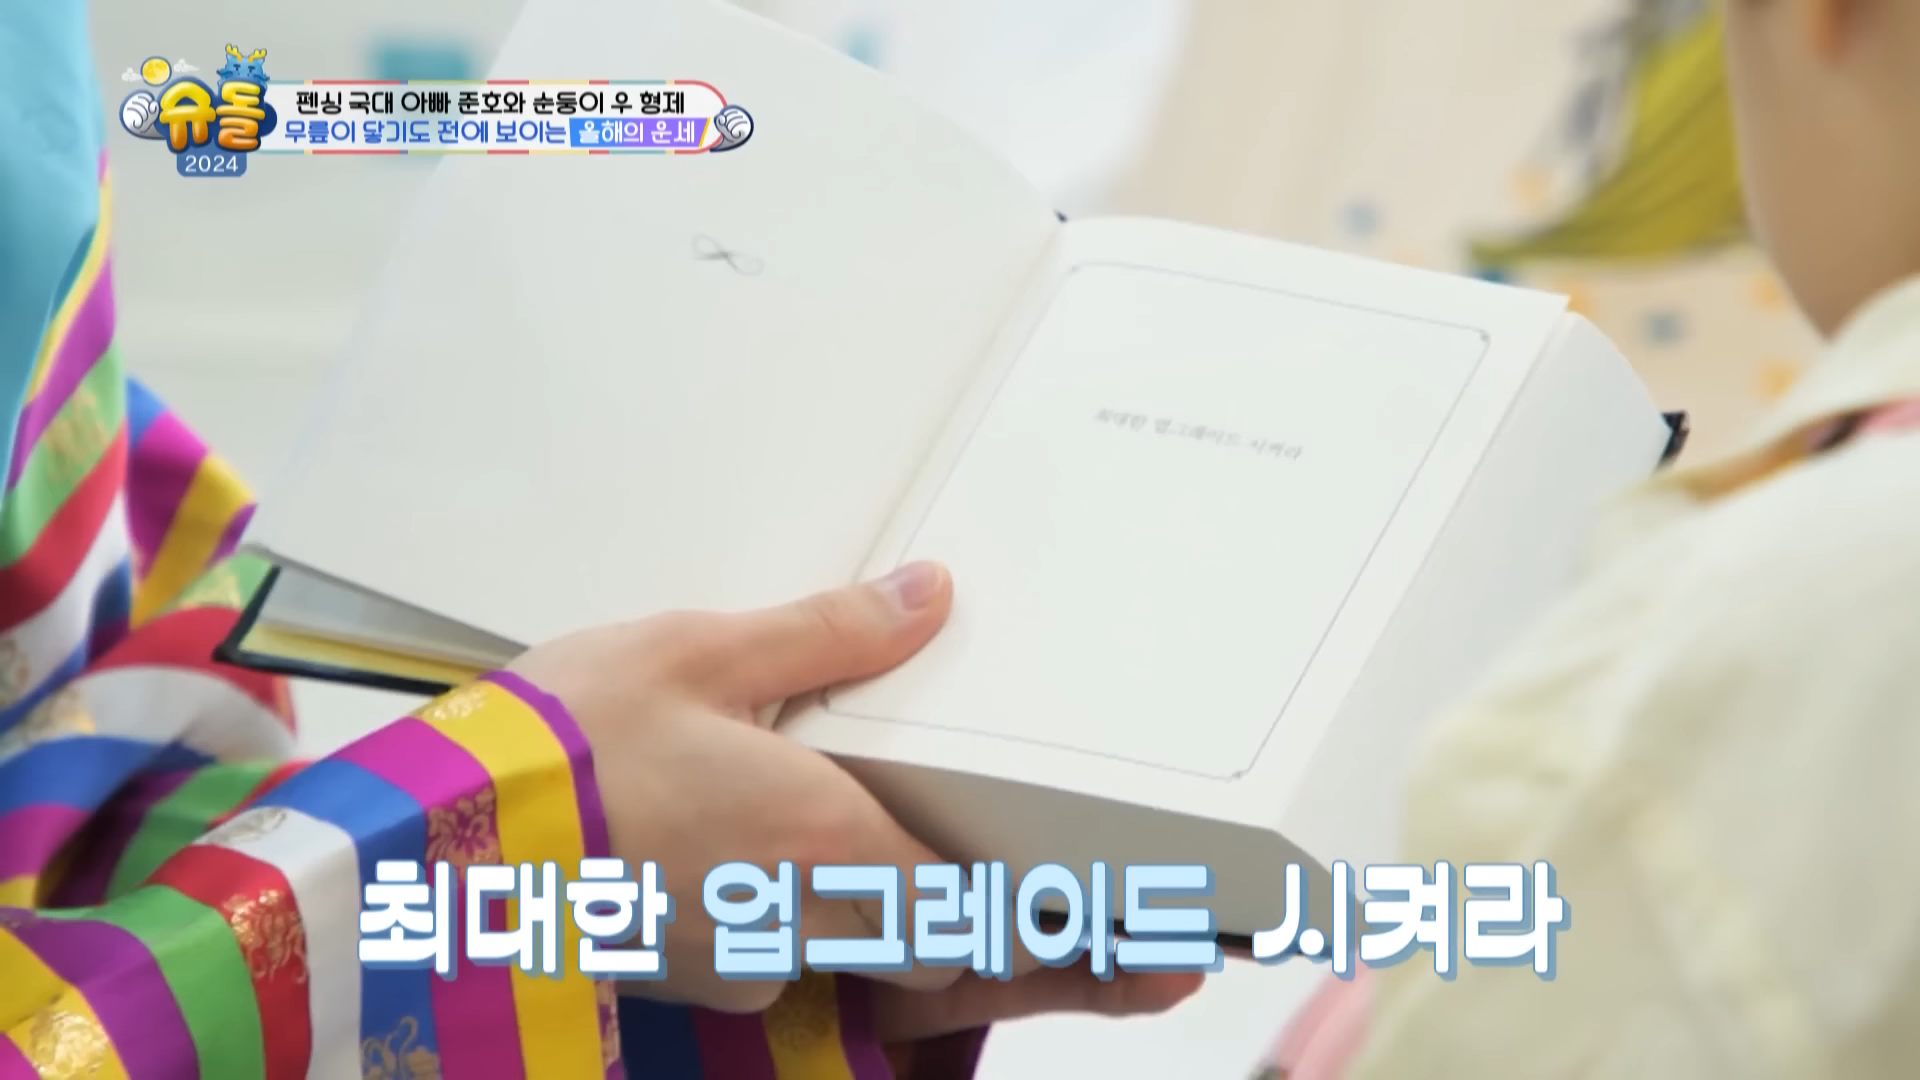 슈돌
2024
펜싱 국대 아빠 준호와 순둥이 우 형제
무릎이 닿기도 전에 보이는 올해의 운세
최대한 업그레이드 시켜라
최대한 업그레이드 시켜라